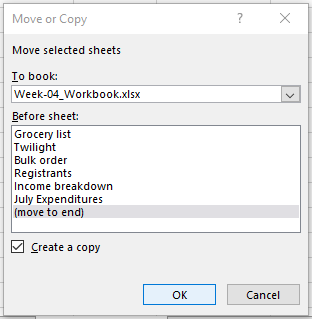 Move or Copy ? ×
Move selected sheets
To book:
Week-04_Workbook.xlsx
Before sheet:
Grocery list
Twilight
Bulk order
Registrants
Income breakdown
July Expenditures
(move to end)
Create a copy
OK Cancel